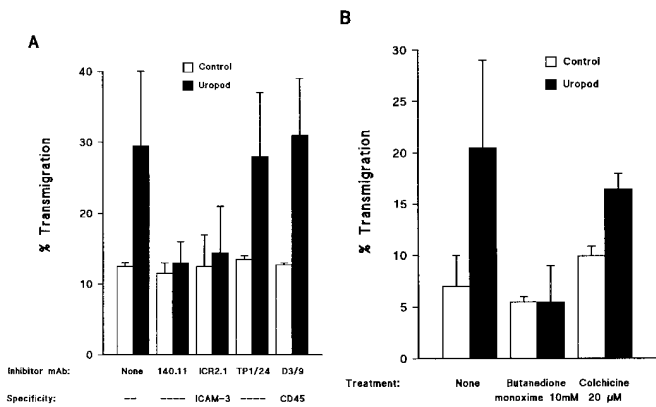 A
Control
Uropod
40
30
20
10
0
% Transmigration
Inhibitor mAb: None 140.11 ICR2.1 TP1/24 D3/9
Specificity: -- ---- ICAM-3 ---- CD45
B
Control
Uropod
30
25
20
15
10
5
0
% Transmigration
Treatment: None Butanedione Colchicine
monoxime 10mM 20 µM